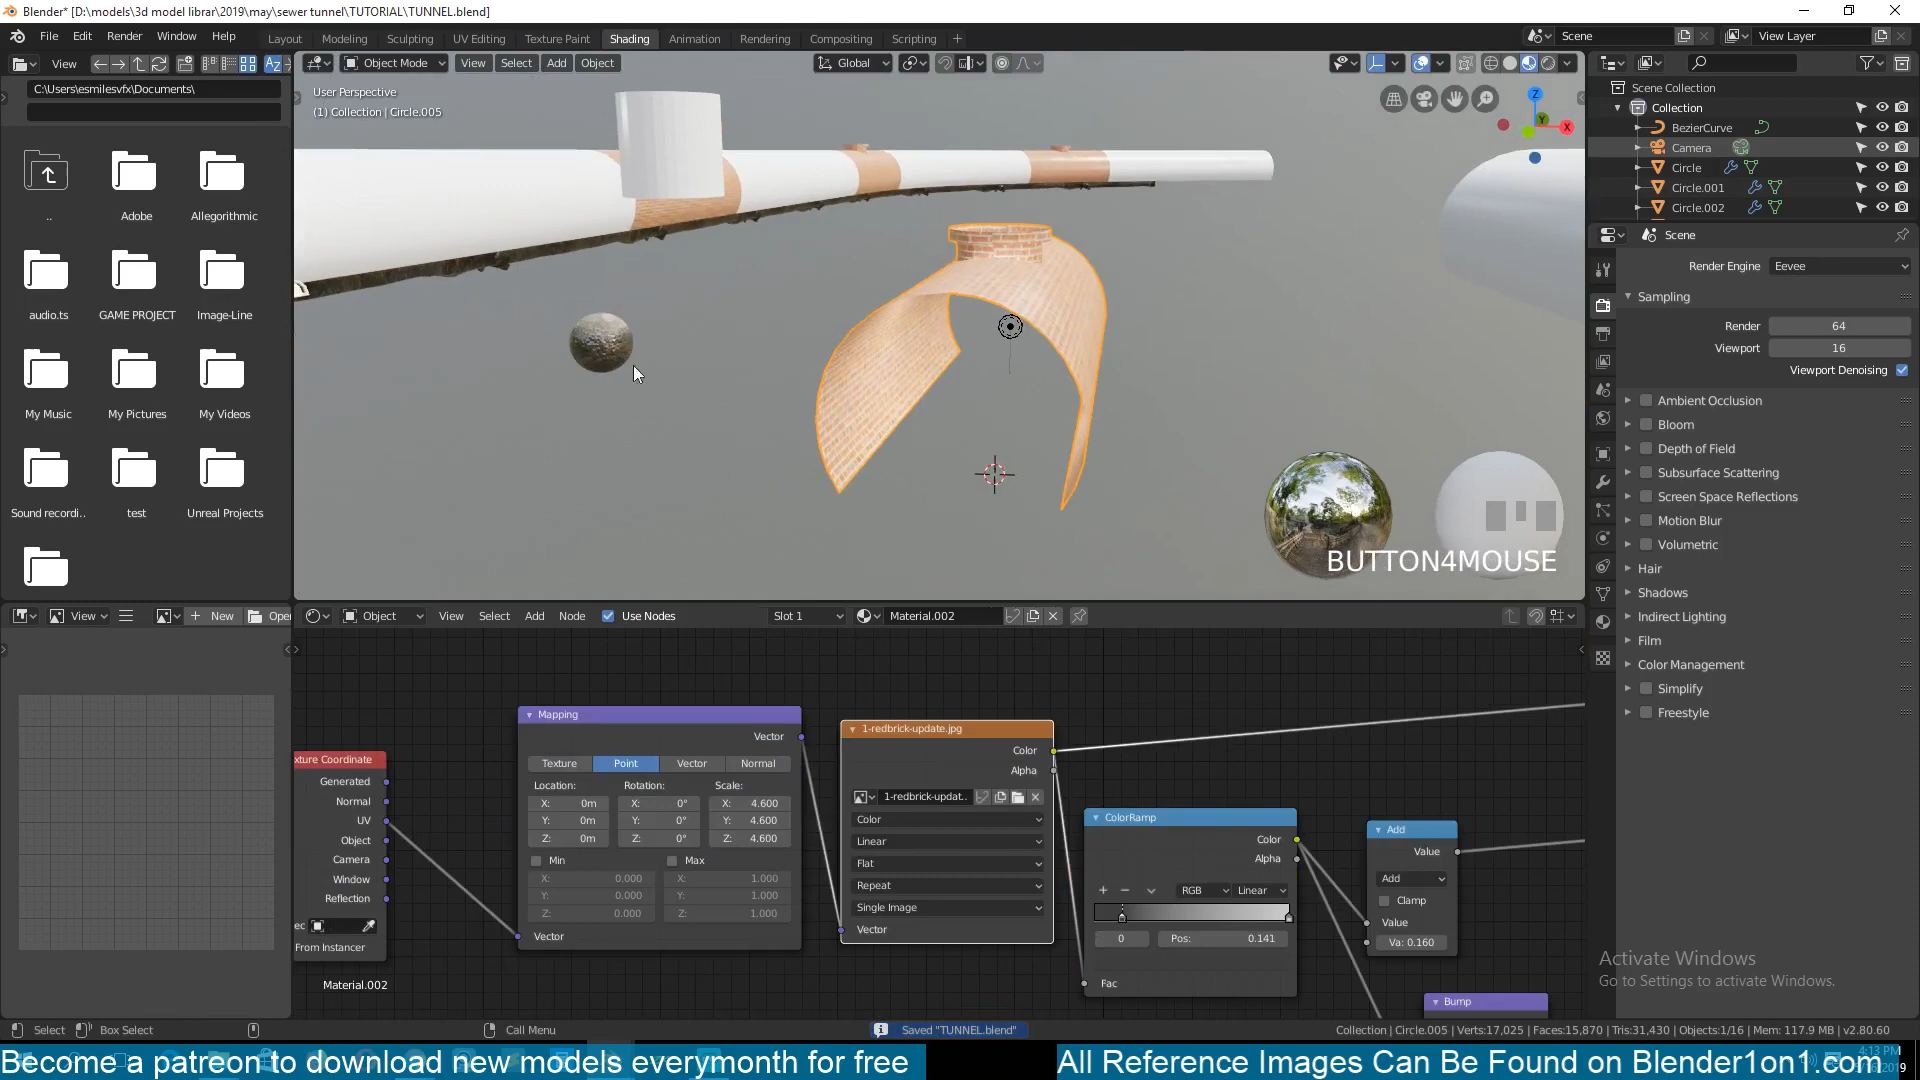 Blender* [D:\models\3d model librar\2019\may\sewer tunnel\TUTORIAL\TUNNEL.blend]
File Edit Render Window Help Layout Modeling Sculpting UV Editing Texture Paint Shading Animation Rendering Compositing Scripting + Scene View Layer
View Object Mode View Select Add Object Global
C:\Users\esmilesvfx\Documents\
User Perspective
(1) Collection | Circle.005
Scene Collection
Collection
BezierCurve
Camera
Circle
Circle.001
Circle.002
.. Adobe Allegorithmic
audio.ts GAME PROJECT Image-Line
My Music My Pictures My Videos
Sound recordi.. test Unreal Projects
Z
Y
X
BUTTON4MOUSE
Scene
Render Engine Eevee
Sampling
Render 64
Viewport 16
Viewport Denoising
Ambient Occlusion
Bloom
Depth of Field
Subsurface Scattering
Screen Space Reflections
Motion Blur
Volumetric
Hair
Shadows
Indirect Lighting
Film
Color Management
Simplify
Freestyle
View New Open
Object View Select Add Node Use Nodes Slot 1 Material.002
xture Coordinate
Generated
Normal
UV
Object
Camera
Window
Reflection
ec
From Instancer
Material.002
Mapping
Vector
Texture Point Vector Normal
Location: Rotation: Scale:
X: 0m X: 0° X: 4.600
Y: 0m Y: 0° Y: 4.600
Z: 0m Z: 0° Z: 4.600
Min Max
X: 0.000 X: 1.000
Y: 0.000 Y: 1.000
Z: 0.000 Z: 1.000
Vector
1-redbrick-update.jpg
Color
Alpha
1-redbrick-updat..
Color
Linear
Flat
Repeat
Single Image
Vector
ColorRamp
Color
Alpha
RGB Linear
0 Pos: 0.141
Fac
Add
Value
Add
Clamp
Value
Va: 0.160
Bump
Activate Windows
Go to Settings to activate Windows.
Select Box Select Call Menu Saved "TUNNEL.blend" Collection | Circle.005 | Verts:17,025 | Faces:15,870 | Tris:31,430 | Objects:1/16 | Mem: 117.9 MB | v2.80.60
Become a patreon to download new models everymonth for free
All Reference Images Can Be Found on Blender1on1.com